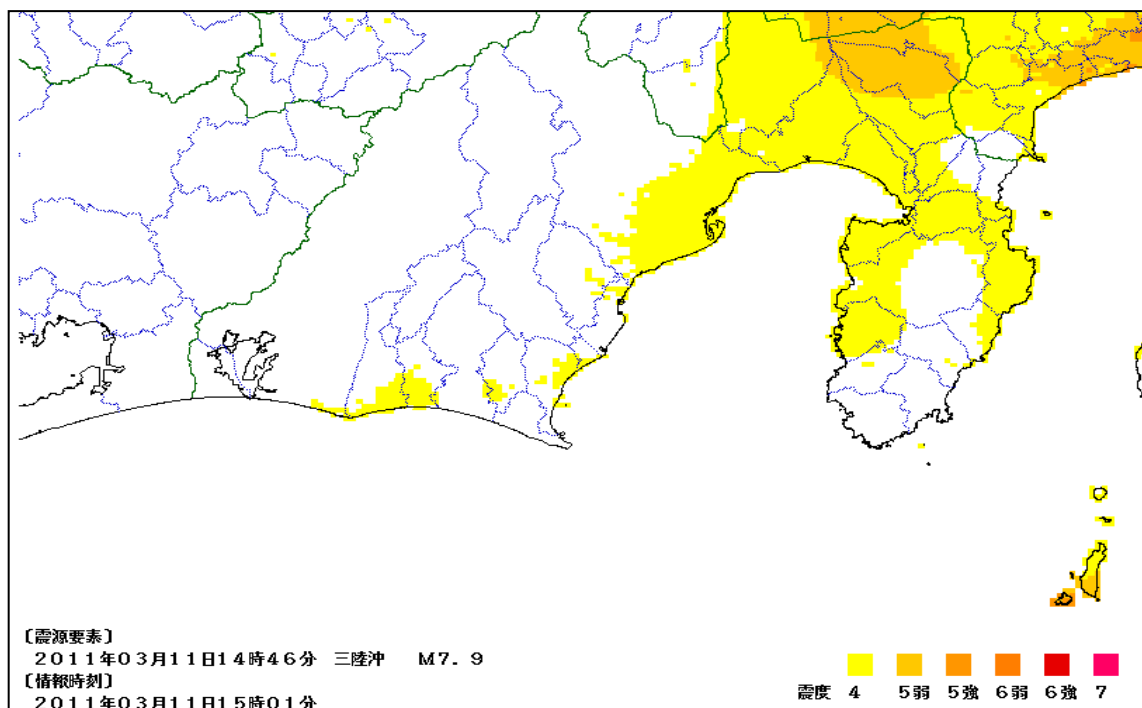 〔震源要素〕
2011年03月11日14時46分 三陸沖 M7.9
〔情報時刻〕
2011年03月11日15時01分
震度 4 5弱 5強 6弱 6強 7